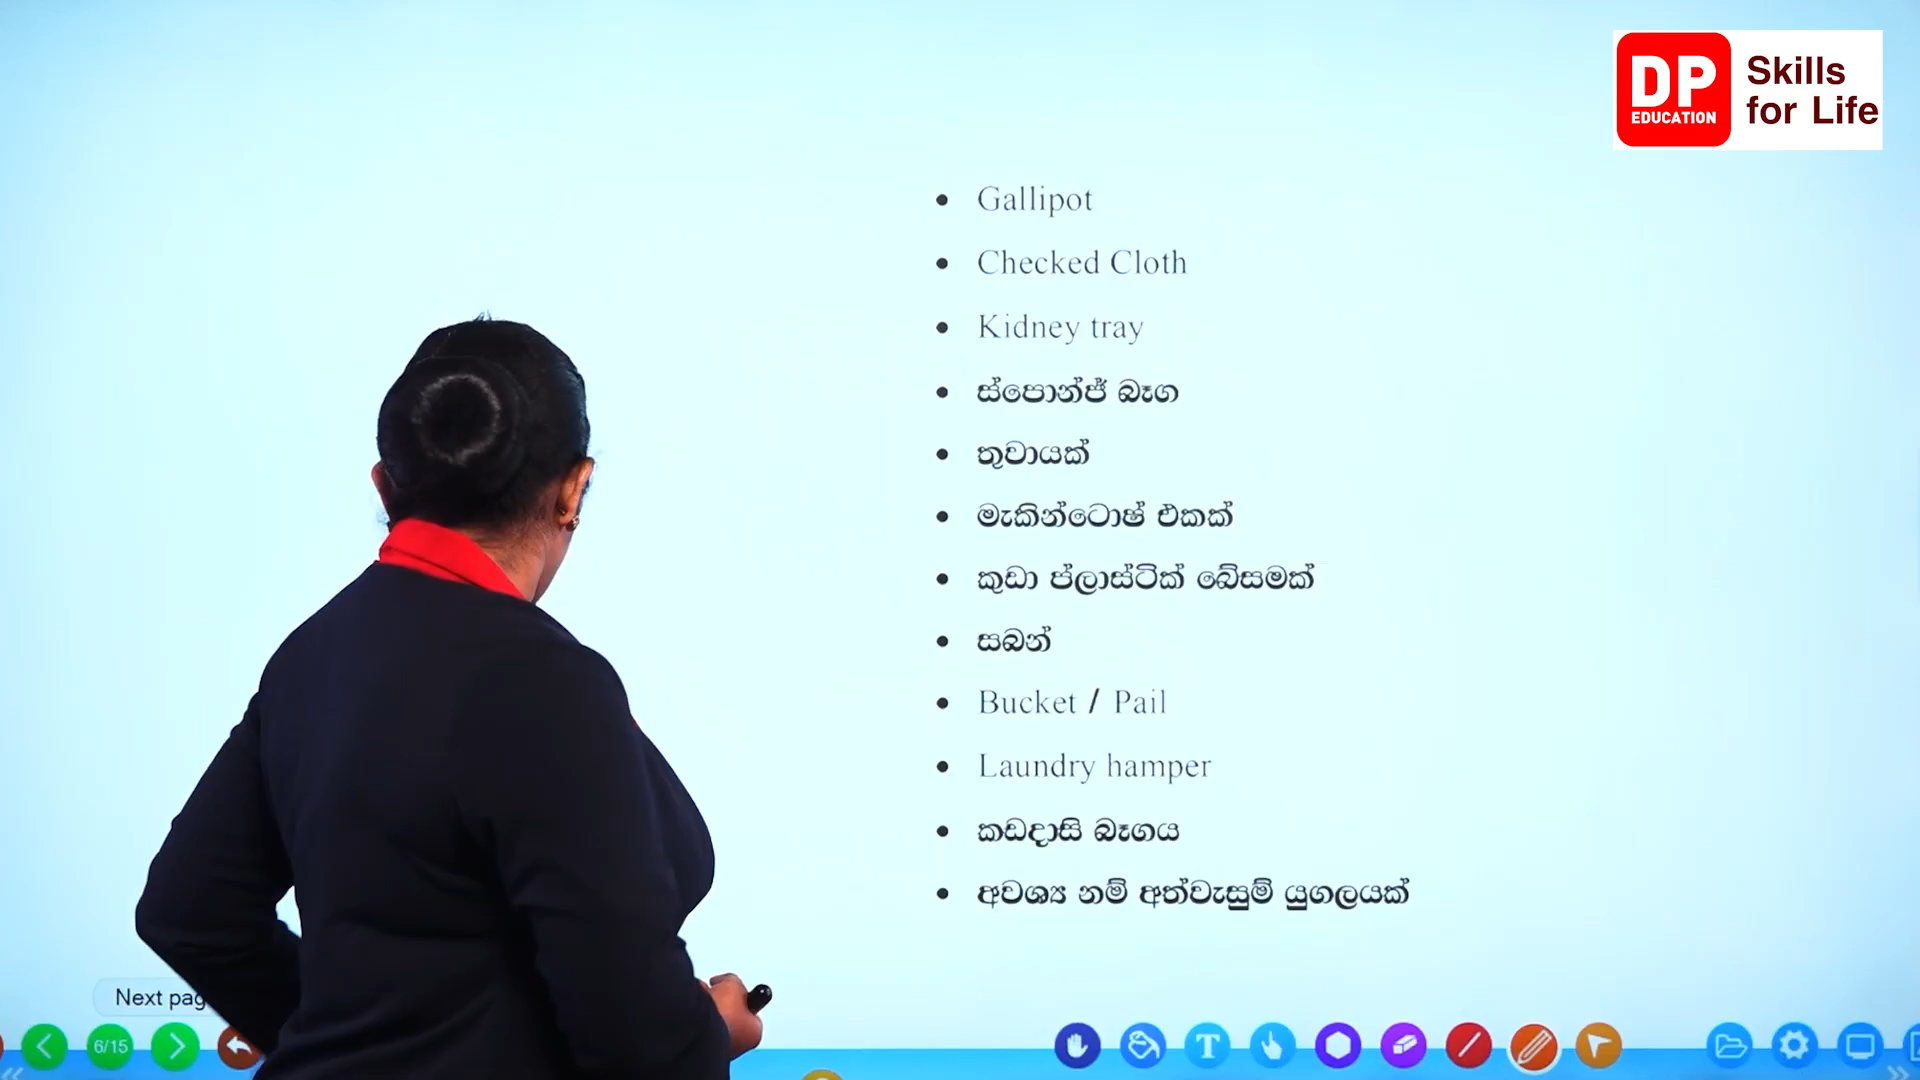 DP
EDUCATION
Skills
for Life
Gallipot
Checked Cloth
Kidney tray
ස්පොන්ජ් බෑග
තුවායක්
මැකින්ටොෂ් එකක්
කුඩා ප්ලාස්ටික් බේසමක්
සබන්
Bucket / Pail
Laundry hamper
කඩදාසි බෑගය
අවශ්‍ය නම් අත්වැසුම් යුගලයක්
Next pag
6/15
T